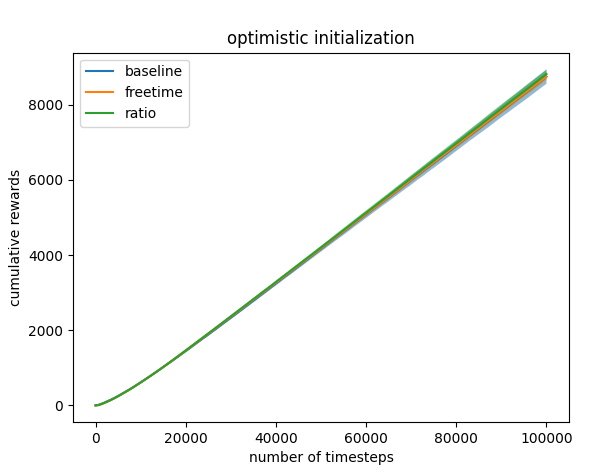 optimistic initialization
baseline
freetime
ratio
cumulative rewards
8000
6000
4000
2000
0
0 20000 40000 60000 80000 100000
number of timesteps